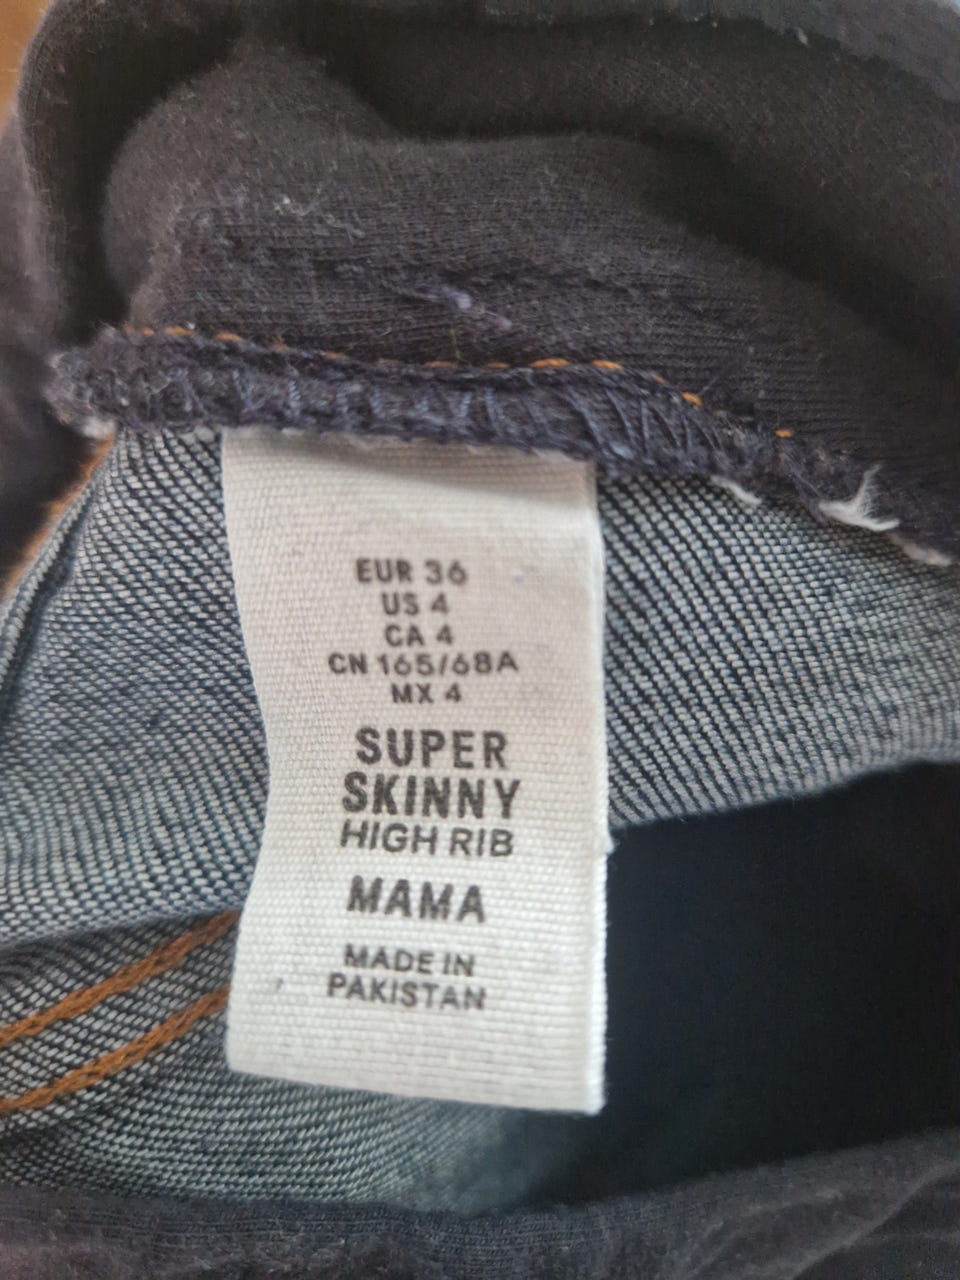 EUR 36
US 4
CA 4
CN 165/68A
MX 4
SUPER
SKINNY
HIGH RIB
MAMA
MADE IN
PAKISTAN